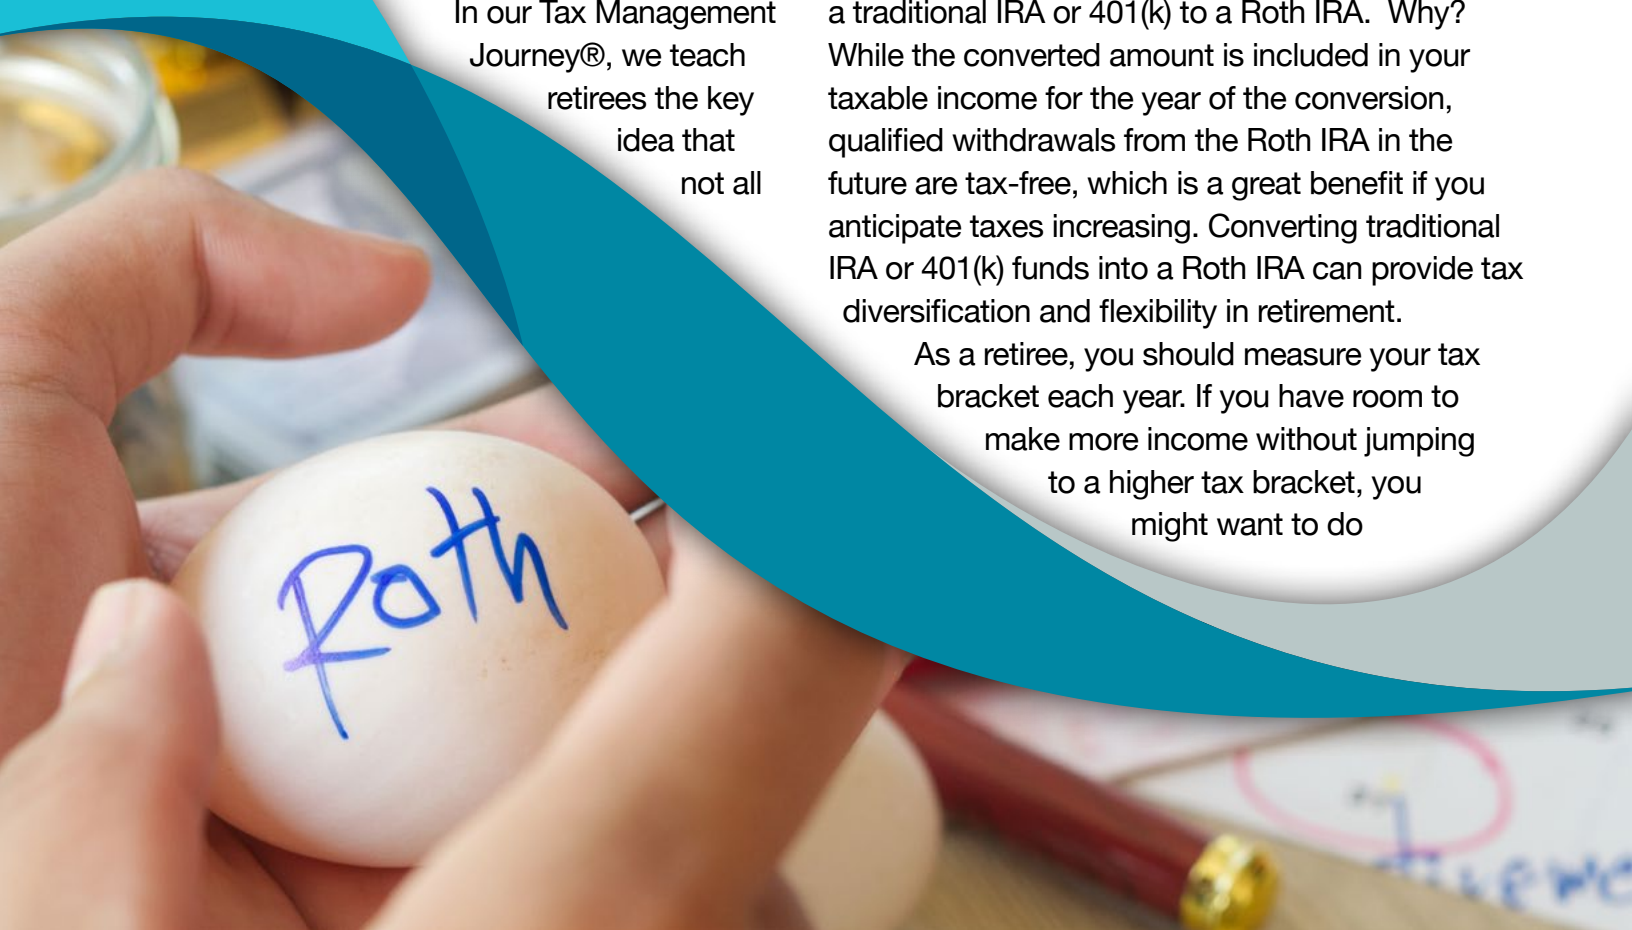 In our Tax Management
Journey®, we teach
retirees the key
idea that
not all
a traditional IRA or 401(k) to a Roth IRA.  Why?
While the converted amount is included in your
taxable income for the year of the conversion,
qualified withdrawals from the Roth IRA in the
future are tax-free, which is a great benefit if you
anticipate taxes increasing. Converting traditional
IRA or 401(k) funds into a Roth IRA can provide tax
diversification and flexibility in retirement.
As a retiree, you should measure your tax
bracket each year. If you have room to
make more income without jumping
to a higher tax bracket, you
might want to do
Roth